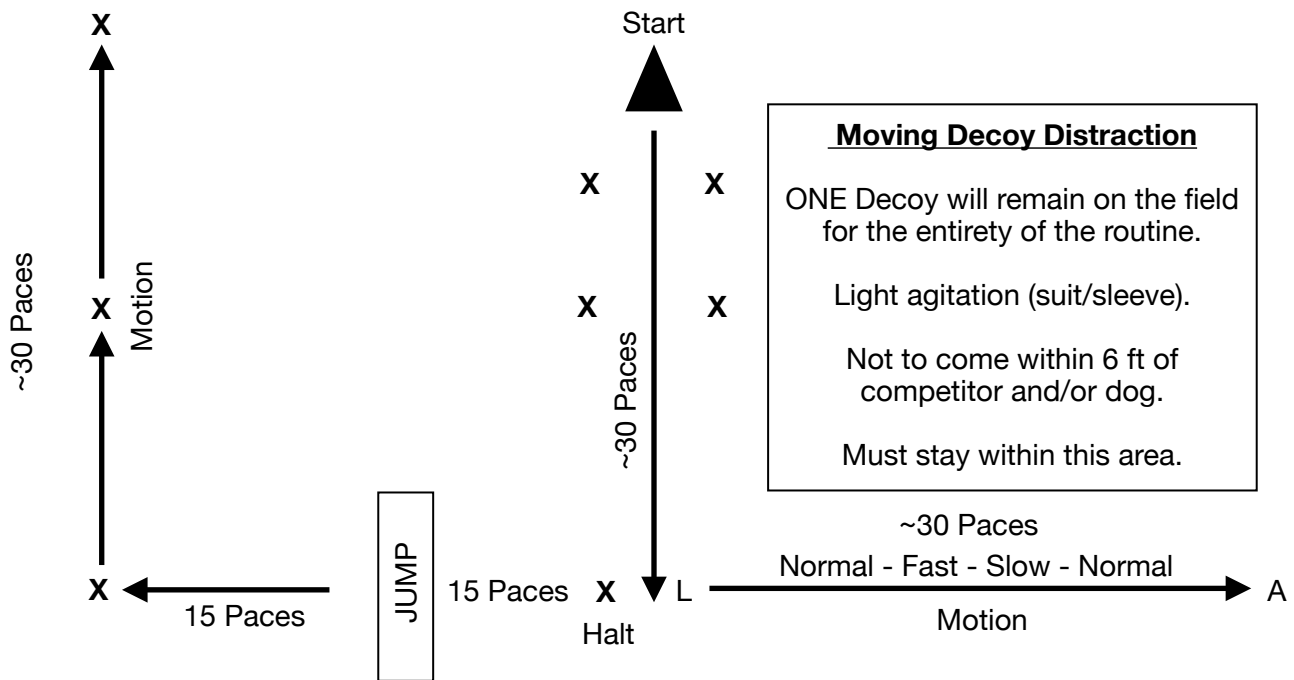 X
Start
Moving Decoy Distraction
X
X
ONE Decoy will remain on the field
for the entirety of the routine.
~30 Paces
X
Motion
X
X
Light agitation (suit/sleeve).
~30 Paces
Not to come within 6 ft of
competitor and/or dog.
Must stay within this area.
~30 Paces
Normal - Fast - Slow - Normal
X
15 Paces
JUMP
15 Paces
X
Halt
L
Motion
A